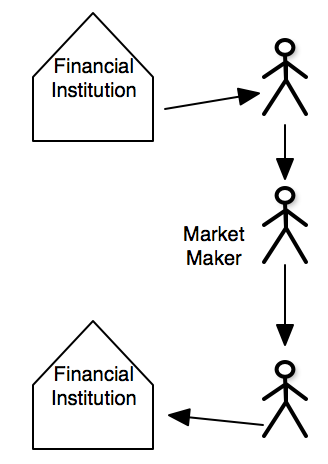 Financial
Institution
Market
Maker
Financial
Institution